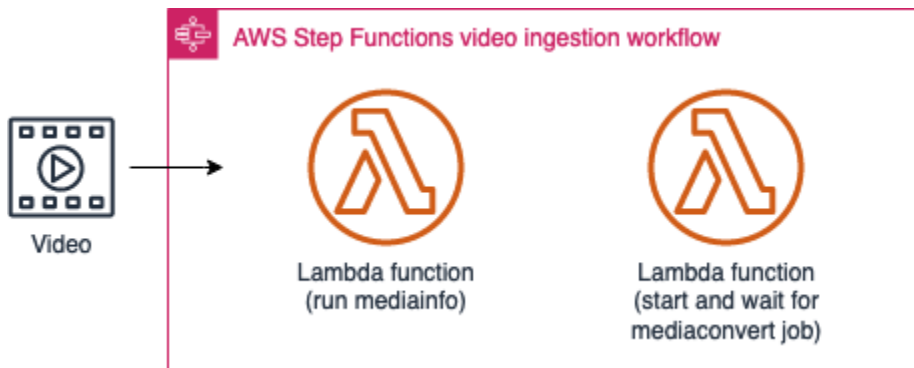 AWS Step Functions video ingestion workflow
Video
Lambda function
(run mediainfo)
Lambda function
(start and wait for
mediaconvert job)